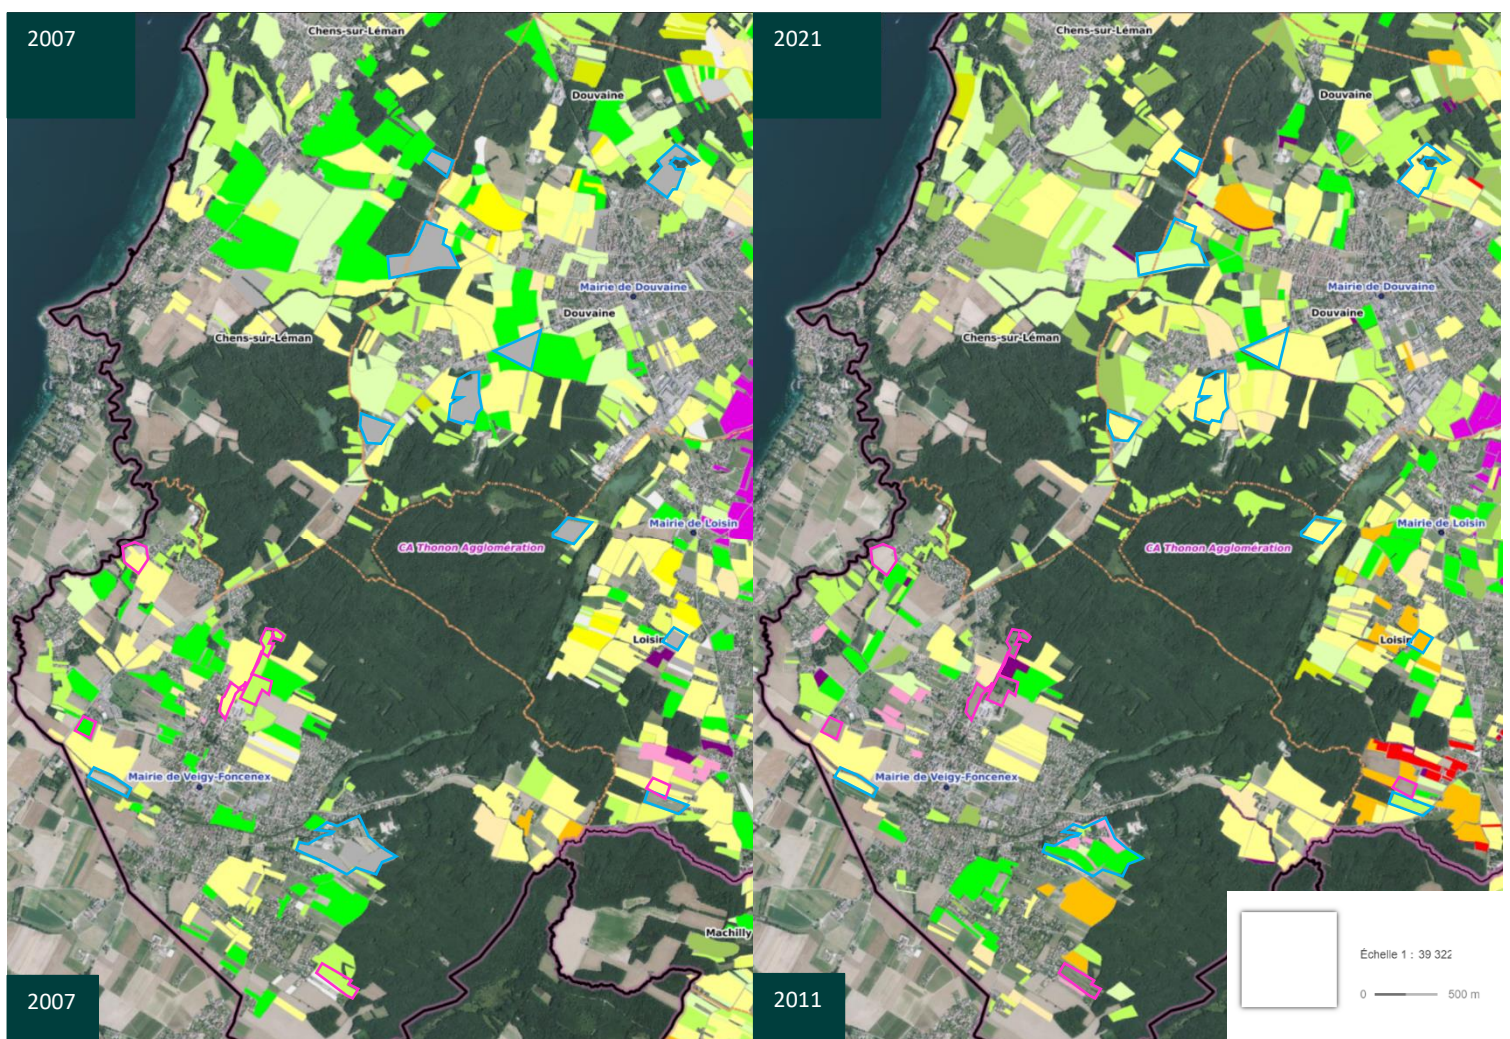 2007
2021
Chens-sur-Léman
Chens-sur-Léman
Douvaine
Douvaine
Mairie de Douvaine
Mairie de Douvaine
Douvaine
Douvaine
Chens-sur-Léman
Chens-sur-Léman
Mairie de Loisin
Mairie de Loisin
CA Thonon Agglomération
CA Thonon Agglomération
Loisin
Loisin
Mairie de Veigy-Foncenex
Mairie de Veigy-Foncenex
Machilly
Échelle 1 : 39 322
0
500 m
2007
2011